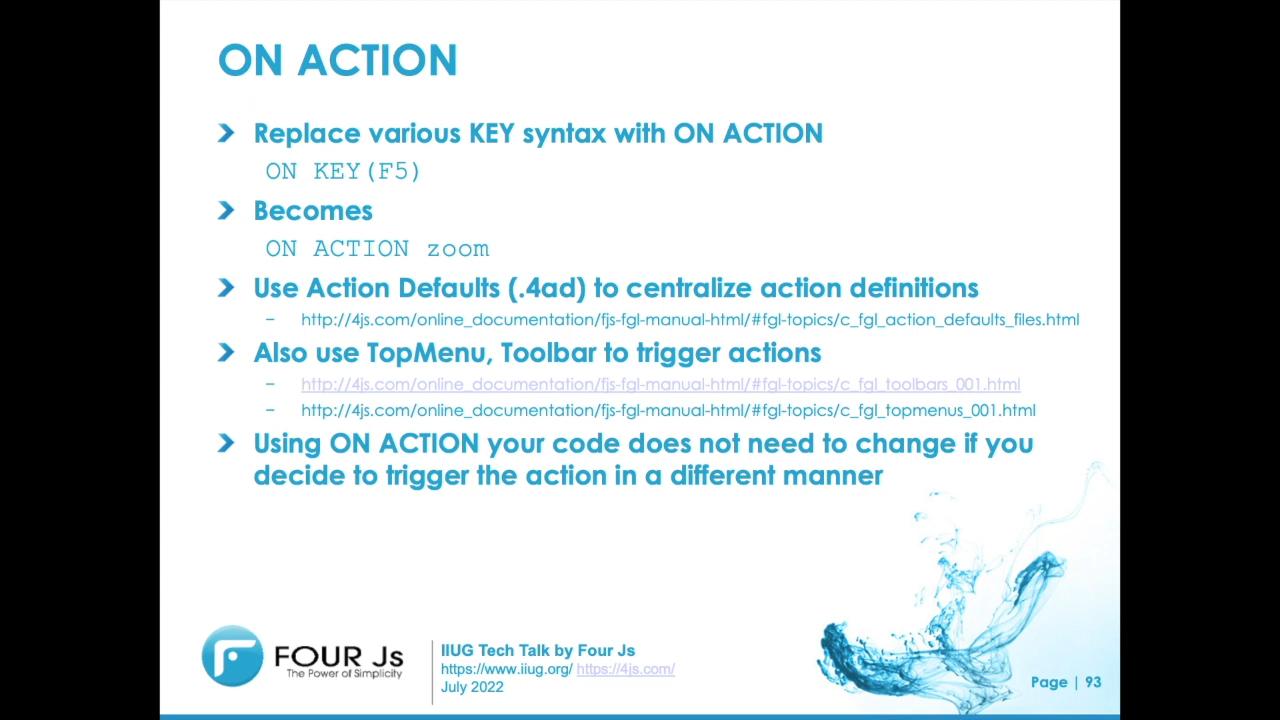 ON ACTION
Replace various KEY syntax with ON ACTION
ON KEY(F5)
Becomes
ON ACTION zoom
Use Action Defaults (.4ad) to centralize action definitions
– http://4js.com/online_documentation/fjs-fgl-manual-html/#fgl-topics/c_fgl_action_defaults_files.html
Also use TopMenu, Toolbar to trigger actions
– http://4js.com/online_documentation/fjs-fgl-manual-html/#fgl-topics/c_fgl_toolbars_001.html
– http://4js.com/online_documentation/fjs-fgl-manual-html/#fgl-topics/c_fgl_topmenus_001.html
Using ON ACTION your code does not need to change if you
decide to trigger the action in a different manner
FOUR Js
The Power of Simplicity
IIUG Tech Talk by Four Js
https://www.iiug.org/ https://4js.com/
July 2022
Page | 93